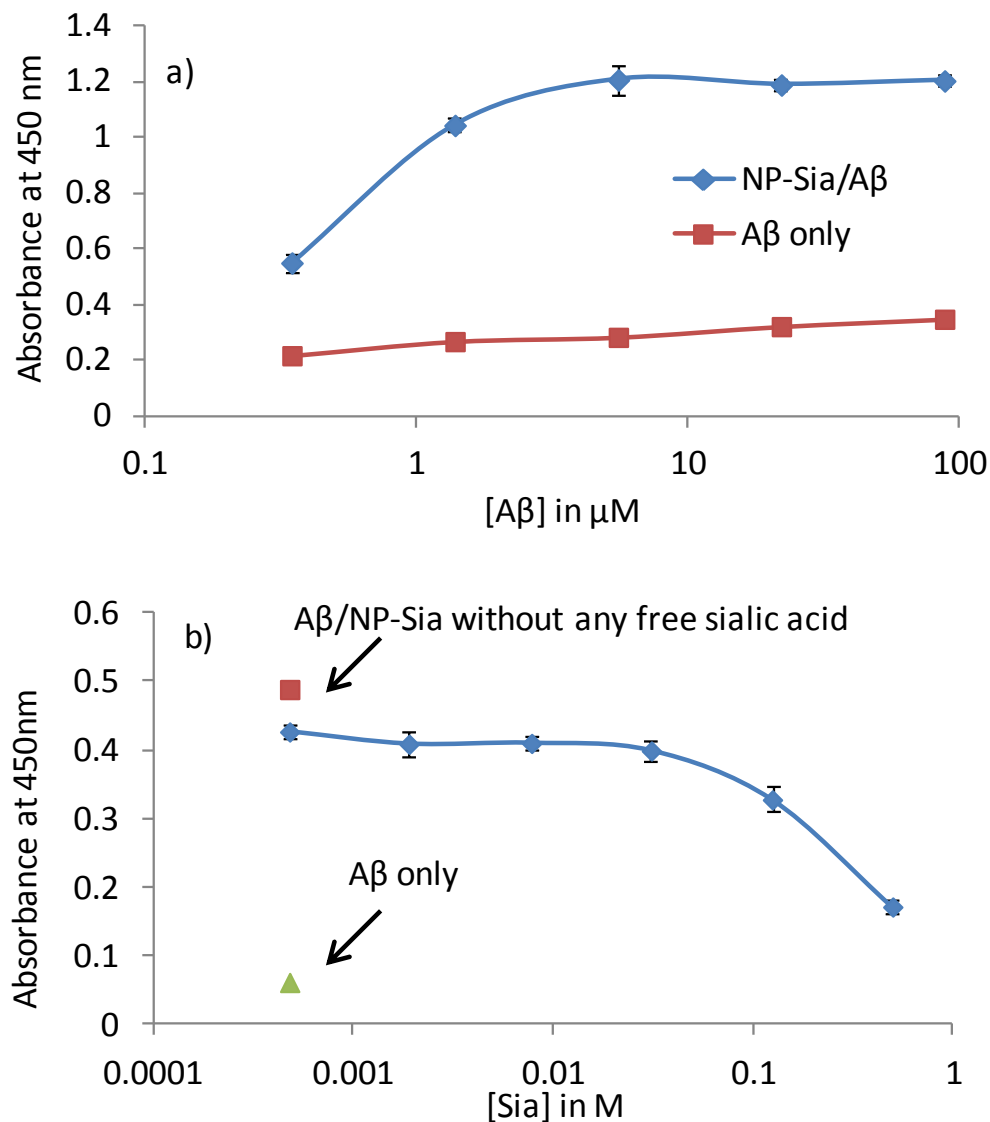 a)
Absorbance at 450 nm
1.4
1.2
1
0.8
0.6
0.4
0.2
0
NP-Sia/Aβ
Aβ only
0.1 1 10 100
[Aβ] in µM
b)
Absorbance at 450nm
0.6
0.5
0.4
0.3
0.2
0.1
0
Aβ/NP-Sia without any free sialic acid
Aβ only
0.0001 0.001 0.01 0.1 1
[Sia] in M